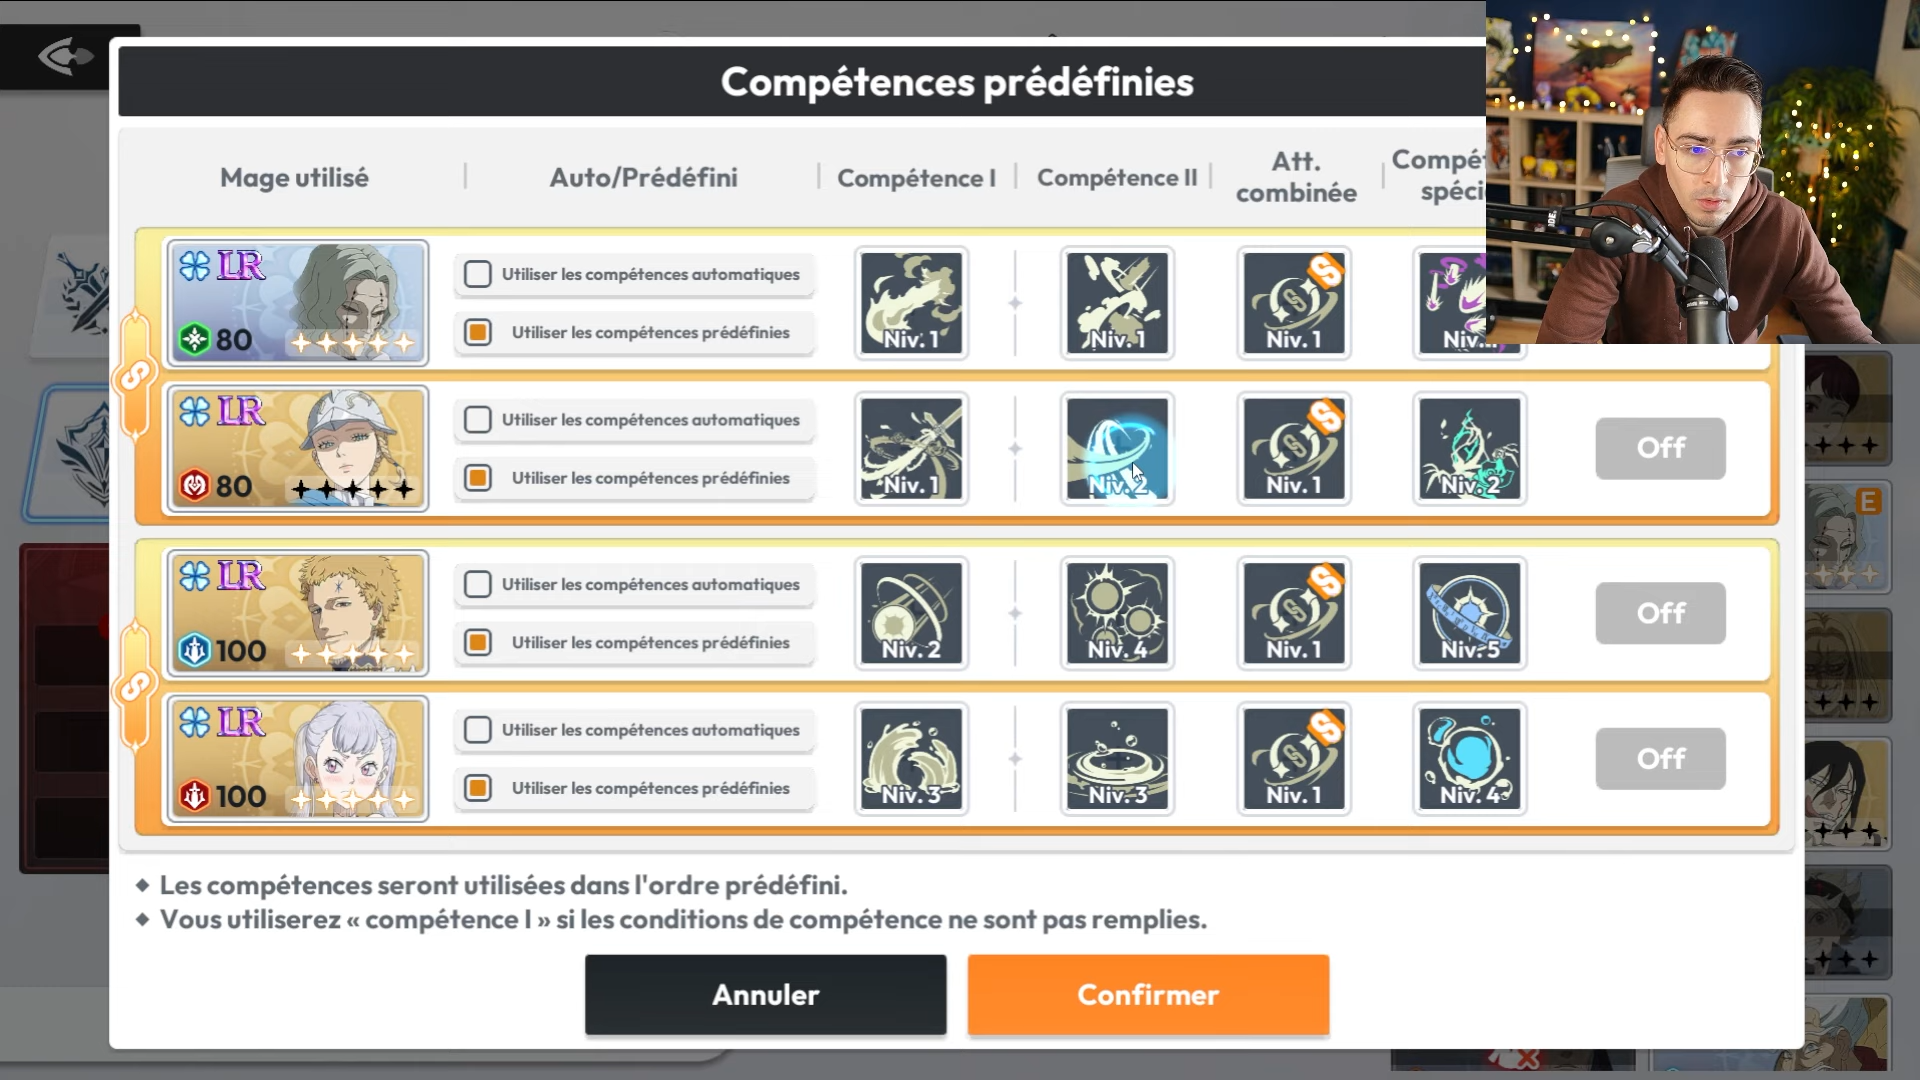 Compétences prédéfinies
Mage utilisé
Auto/Prédéfini
Compétence I
Compétence II
Att.
combinée
LR
80
Utiliser les compétences automatiques
Utiliser les compétences prédéfinies
Niv. 1
Niv. 1
Niv. 1
LR
80
Utiliser les compétences automatiques
Utiliser les compétences prédéfinies
Niv. 1
Niv. 2
Niv. 1
Niv. 2
Off
LR
100
Utiliser les compétences automatiques
Utiliser les compétences prédéfinies
Niv. 2
Niv. 4
Niv. 1
Niv. 5
Off
LR
100
Utiliser les compétences automatiques
Utiliser les compétences prédéfinies
Niv. 3
Niv. 3
Niv. 1
Niv. 4
Off
E
Les compétences seront utilisées dans l'ordre prédéfini.
Vous utiliserez « compétence I » si les conditions de compétence ne sont pas remplies.
Annuler
Confirmer